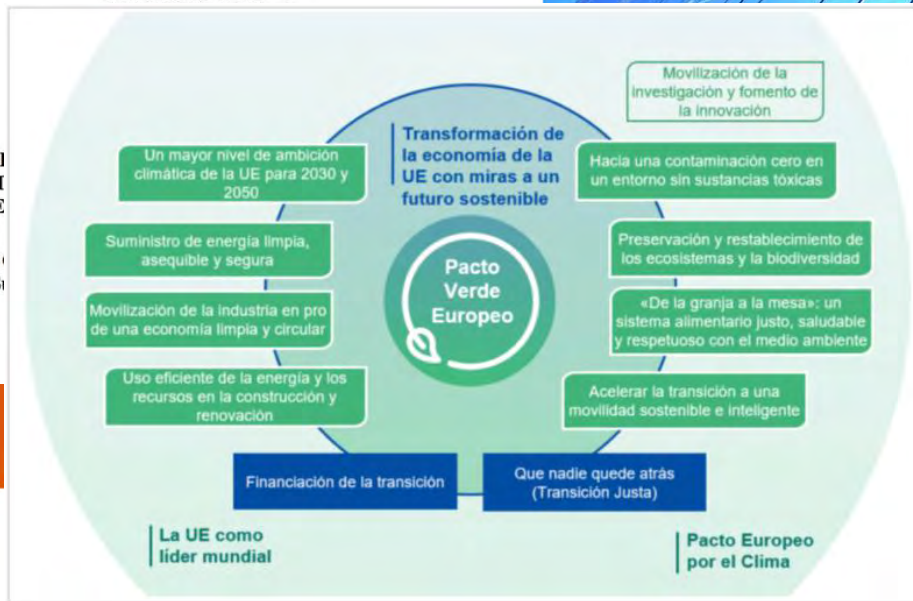 Movilización de la
investigación y fomento de
la innovación
Transformación de
la economía de la
UE con miras a un
futuro sostenible
Un mayor nivel de ambición
climática de la UE para 2030 y
2050
Hacia una contaminación cero en
un entorno sin sustancias tóxicas
Suministro de energía limpia,
asequible y segura
Preservación y restablecimiento de
los ecosistemas y la biodiversidad
Pacto
Verde
Europeo
Movilización de la industria en pro
de una economía limpia y circular
«De la granja a la mesa»: un
sistema alimentario justo, saludable
y respetuoso con el medio ambiente
Uso eficiente de la energía y los
recursos en la construcción y
renovación
Acelerar la transición a una
movilidad sostenible e inteligente
Financiación de la transición
Que nadie quede atrás
(Transición Justa)
La UE como
líder mundial
Pacto Europeo
por el Clima